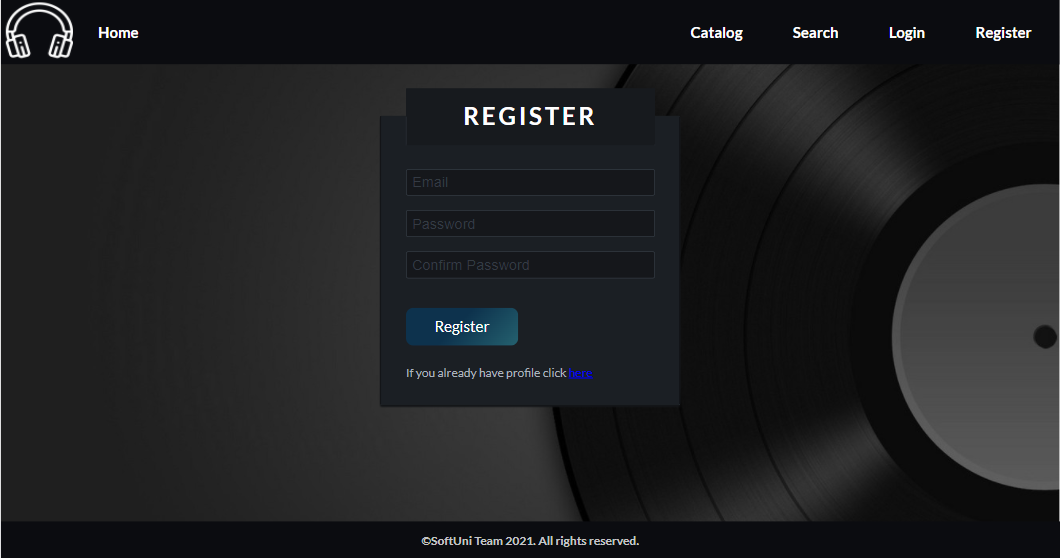 Home
Catalog
Search
Login
Register
REGISTER
Email
Password
Confirm Password
Register
If you already have profile click here
©SoftUni Team 2021. All rights reserved.